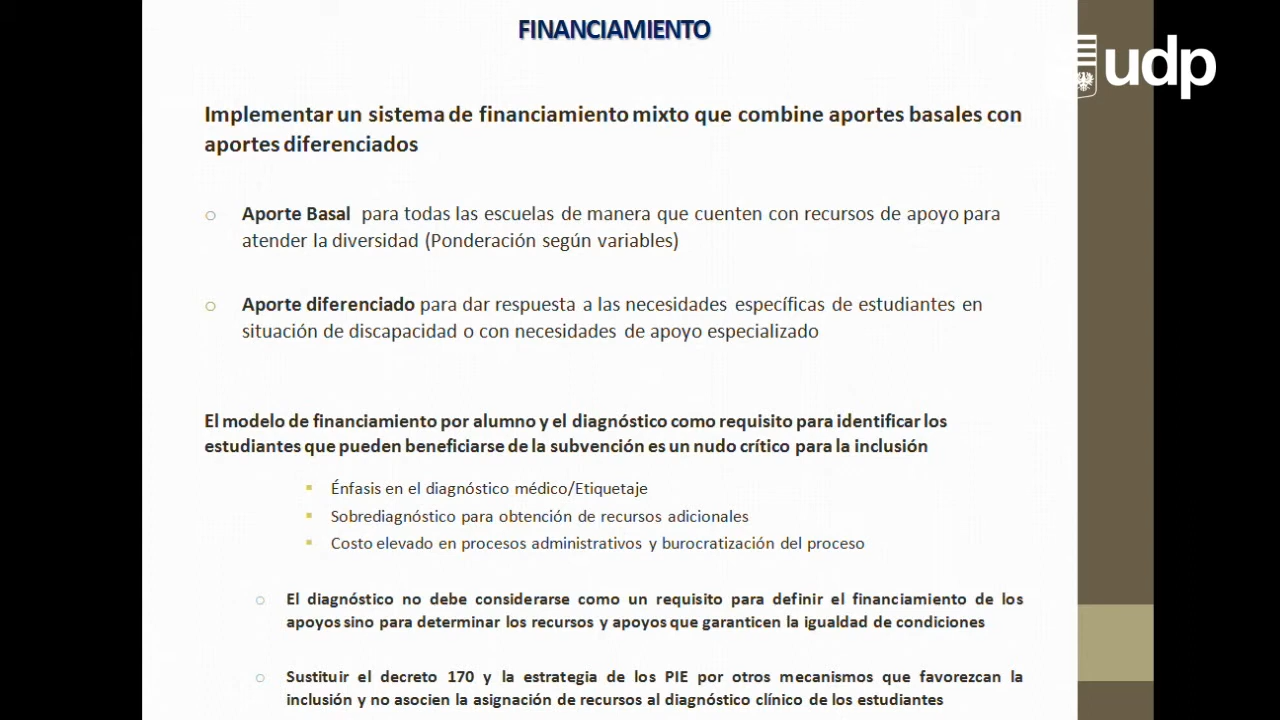 FINANCIAMIENTO
udp
Implementar un sistema de financiamiento mixto que combine aportes basales con
aportes diferenciados
Aporte Basal para todas las escuelas de manera que cuenten con recursos de apoyo para
atender la diversidad (Ponderación según variables)
Aporte diferenciado para dar respuesta a las necesidades específicas de estudiantes en
situación de discapacidad o con necesidades de apoyo especializado
El modelo de financiamiento por alumno y el diagnóstico como requisito para identificar los
estudiantes que pueden beneficiarse de la subvención es un nudo crítico para la inclusión
Énfasis en el diagnóstico médico/Etiquetaje
Sobrediagnóstico para obtención de recursos adicionales
Costo elevado en procesos administrativos y burocratización del proceso
El diagnóstico no debe considerarse como un requisito para definir el financiamiento de los
apoyos sino para determinar los recursos y apoyos que garanticen la igualdad de condiciones
Sustituir el decreto 170 y la estrategia de los PIE por otros mecanismos que favorezcan la
inclusión y no asocien la asignación de recursos al diagnóstico clínico de los estudiantes